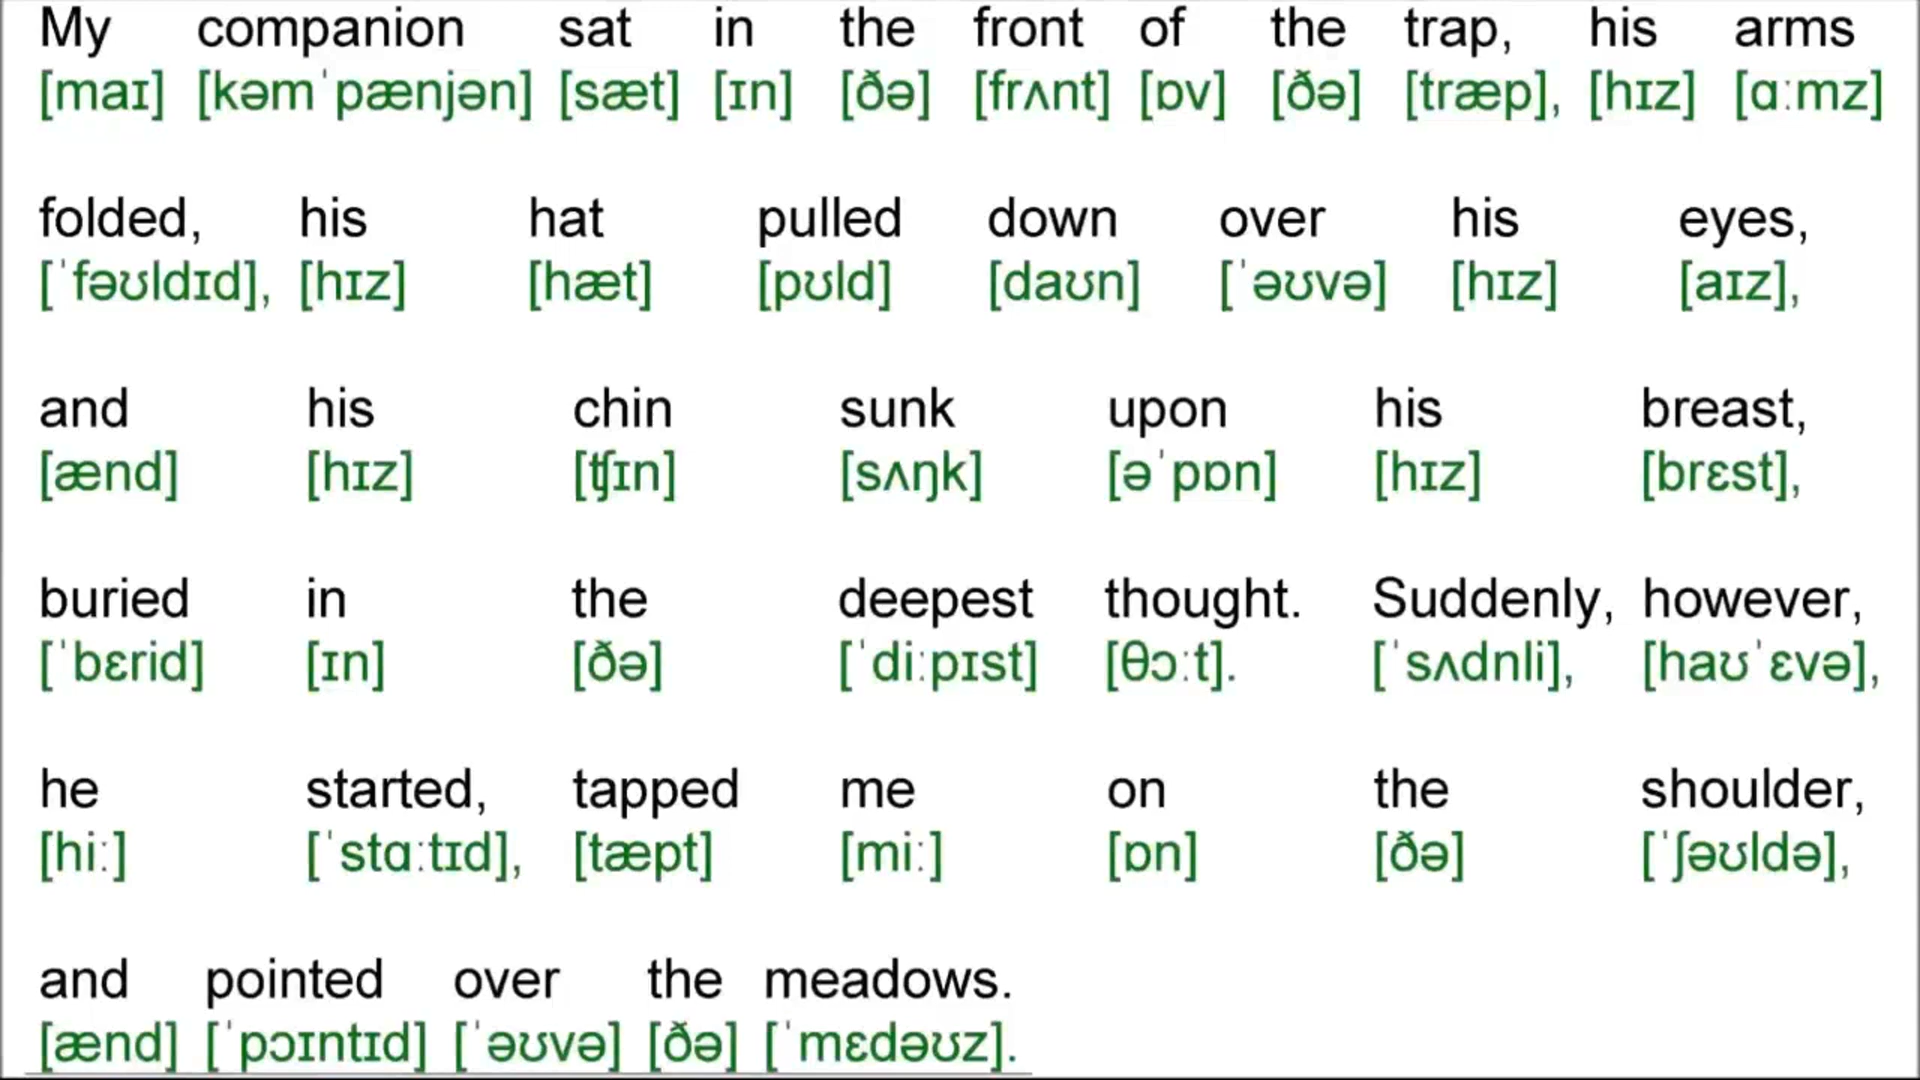 My companion sat in the front of the trap, his arms
[maɪ] [kəmˈpænjən] [sæt] [ɪn] [ðə] [frʌnt] [ɒv] [ðə] [træp], [hɪz] [ɑːmz]
folded, his hat pulled down over his eyes,
[ˈfəʊldɪd], [hɪz] [hæt] [pʊld] [daʊn] [ˈəʊvə] [hɪz] [aɪz],
and his chin sunk upon his breast,
[ænd] [hɪz] [ʧɪn] [sʌŋk] [əˈpɒn] [hɪz] [brɛst],
buried in the deepest thought. Suddenly, however,
[ˈbɛrid] [ɪn] [ðə] [ˈdiːpɪst] [θɔːt]. [ˈsʌdnli], [haʊˈɛvə],
he started, tapped me on the shoulder,
[hiː] [ˈstɑːtɪd], [tæpt] [miː] [ɒn] [ðə] [ˈʃəʊldə],
and pointed over the meadows.
[ænd] [ˈpɔɪntɪd] [ˈəʊvə] [ðə] [ˈmɛdəʊz].